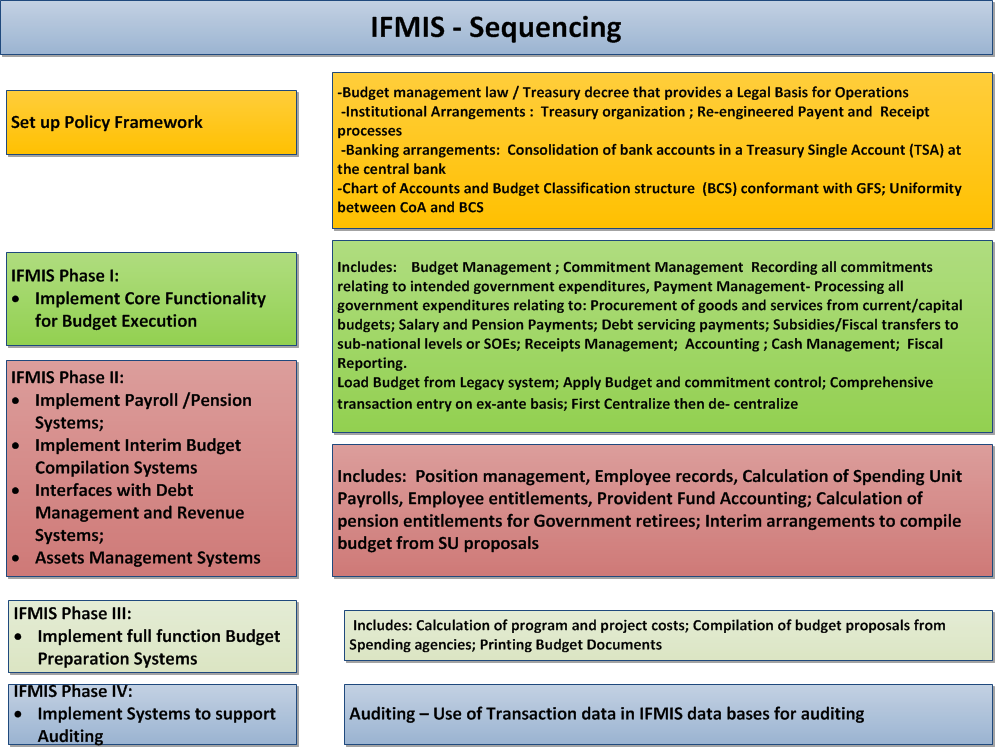 IFMIS - Sequencing
Set up Policy Framework
-Budget management law / Treasury decree that provides a Legal Basis for Operations
-Institutional Arrangements : Treasury organization ; Re-engineered Payent and Receipt
processes
-Banking arrangements: Consolidation of bank accounts in a Treasury Single Account (TSA) at
the central bank
-Chart of Accounts and Budget Classification structure (BCS) conformant with GFS; Uniformity
between CoA and BCS
IFMIS Phase I:
• Implement Core Functionality
for Budget Execution
Includes: Budget Management ; Commitment Management Recording all commitments
relating to intended government expenditures, Payment Management- Processing all
government expenditures relating to: Procurement of goods and services from current/capital
budgets; Salary and Pension Payments; Debt servicing payments; Subsidies/Fiscal transfers to
sub-national levels or SOEs; Receipts Management; Accounting ; Cash Management; Fiscal
Reporting.
Load Budget from Legacy system; Apply Budget and commitment control; Comprehensive
transaction entry on ex-ante basis; First Centralize then de- centralize
IFMIS Phase II:
• Implement Payroll /Pension
Systems;
• Implement Interim Budget
Compilation Systems
• Interfaces with Debt
Management and Revenue
Systems;
• Assets Management Systems
Includes: Position management, Employee records, Calculation of Spending Unit
Payrolls, Employee entitlements, Provident Fund Accounting; Calculation of
pension entitlements for Government retirees; Interim arrangements to compile
budget from SU proposals
IFMIS Phase III:
• Implement full function Budget
Preparation Systems
Includes: Calculation of program and project costs; Compilation of budget proposals from
Spending agencies; Printing Budget Documents
IFMIS Phase IV:
• Implement Systems to support
Auditing
Auditing – Use of Transaction data in IFMIS data bases for auditing